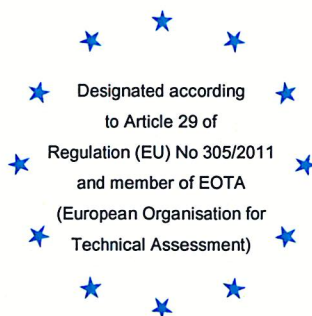 Designated according
to Article 29 of
Regulation (EU) No 305/2011
and member of EOTA
(European Organisation for
Technical Assessment)